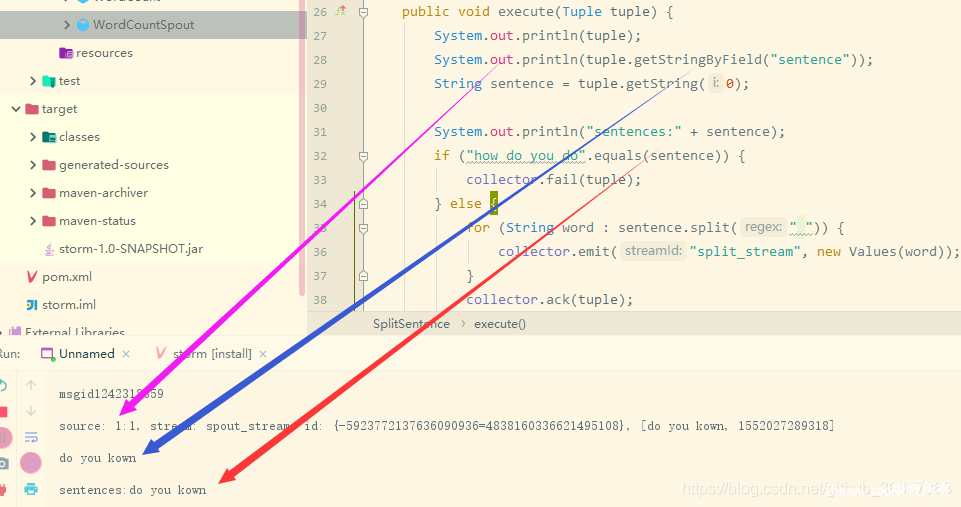 WordCountSpout
resources
test
target
classes
generated-sources
maven-archiver
maven-status
storm-1.0-SNAPSHOT.jar
pom.xml
storm.iml
External Libraries
26 public void execute(Tuple tuple) {
27 System.out.println(tuple);
28 System.out.println(tuple.getStringByField("sentence"));
29 String sentence = tuple.getString( i: 0);
30
31 System.out.println("sentences:" + sentence);
32 if ("how do you do".equals(sentence)) {
33 collector.fail(tuple);
34 } else {
35 for (String word : sentence.split( regex: " ")) {
36 collector.emit( streamId: "split_stream", new Values(word));
37 }
38 collector.ack(tuple);
SplitSentence > execute()
Run: Unnamed × storm [install] ×
msgid1242318859
source: 1:1, stream: spout_stream, id: {-5923772137636090936=4838160336621495108}, [do you kown, 1552027289318]
do you kown
sentences:do you kown
https://blog.csdn.net/github_